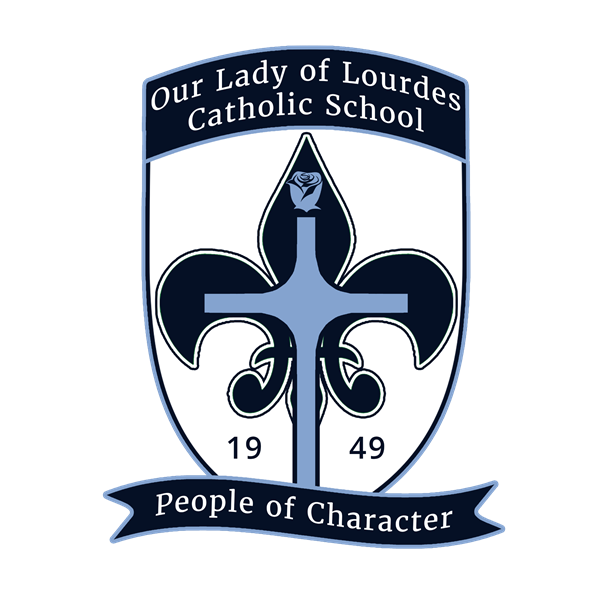 Our Lady of Lourdes
Catholic School
19 49
People of Character